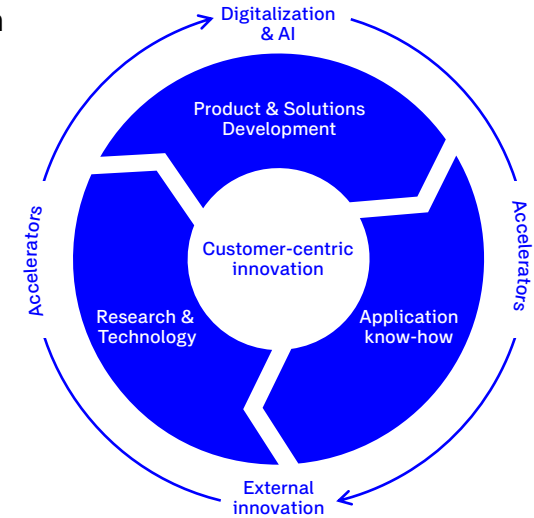 Digitalization
& AI
Product & Solutions
Development
Accelerators
Accelerators
Customer-centric
innovation
Research &
Technology
Application
know-how
External
innovation